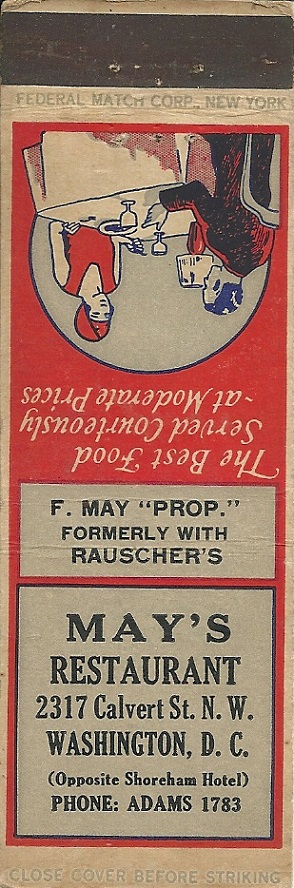 FEDERAL MATCH CORP., NEW YORK
The Best Food
Served Courteously
~at Moderate Prices
F. MAY "PROP."
FORMERLY WITH
RAUSCHER'S
MAY'S
RESTAURANT
2317 Calvert St. N. W.
WASHINGTON, D. C.
(Opposite Shoreham Hotel)
PHONE: ADAMS 1783
CLOSE COVER BEFORE STRIKING